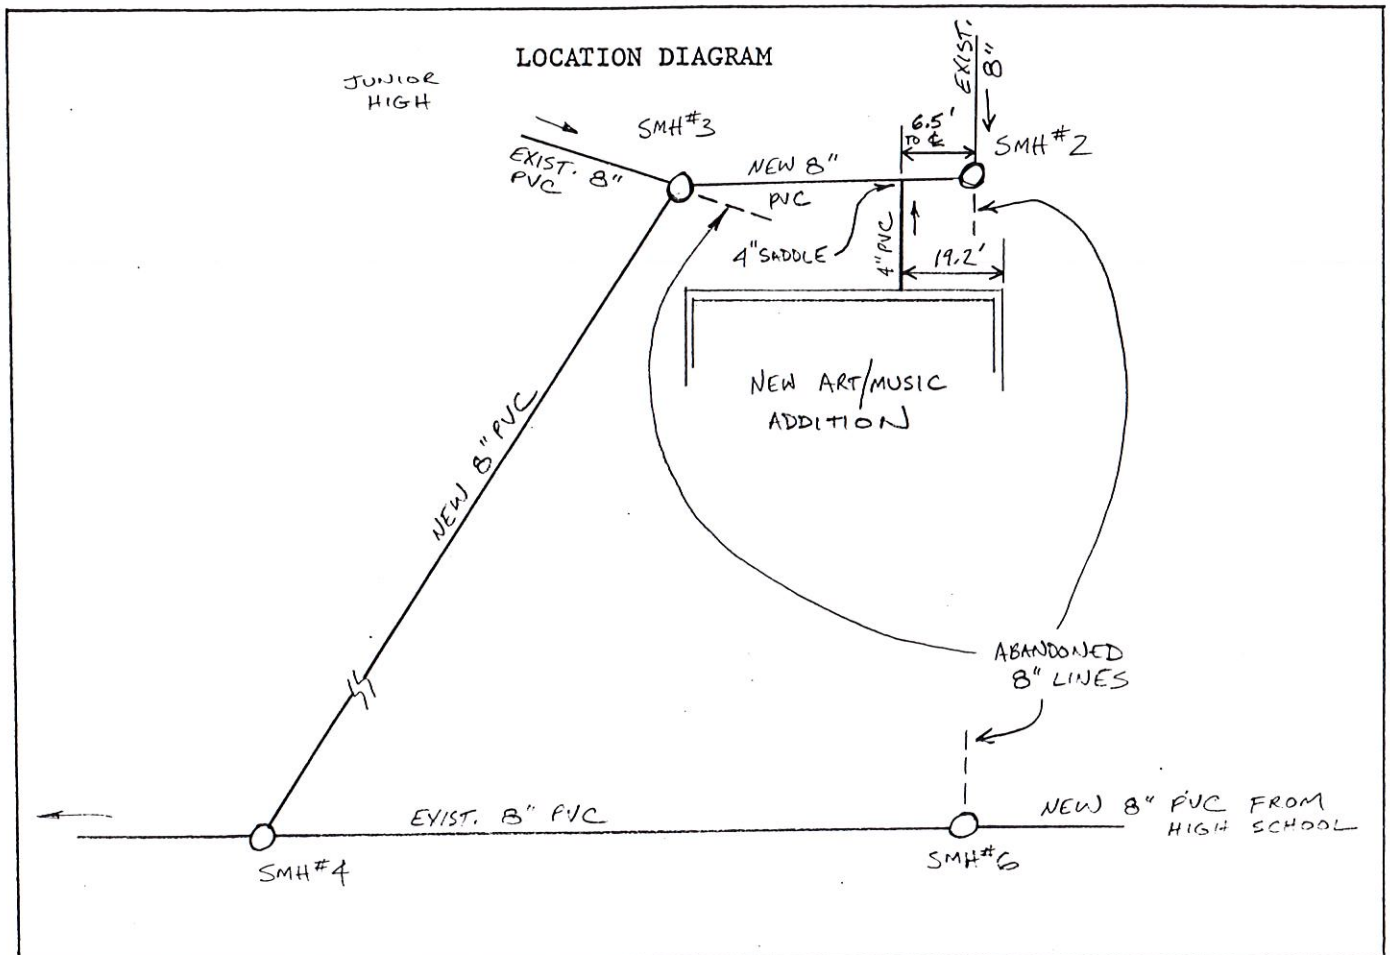 LOCATION DIAGRAM
JUNIOR
HIGH
EXIST.
8"
SMH#3
6.5'
TO ℄
SMH#2
EXIST. 8"
PVC
NEW 8"
PVC
4" SADDLE
4" PVC
19.2'
NEW ART/MUSIC
ADDITION
NEW 8" PVC
ABANDONED
8" LINES
EXIST. 8" PVC
NEW 8" PVC FROM
HIGH SCHOOL
SMH#4
SMH#6